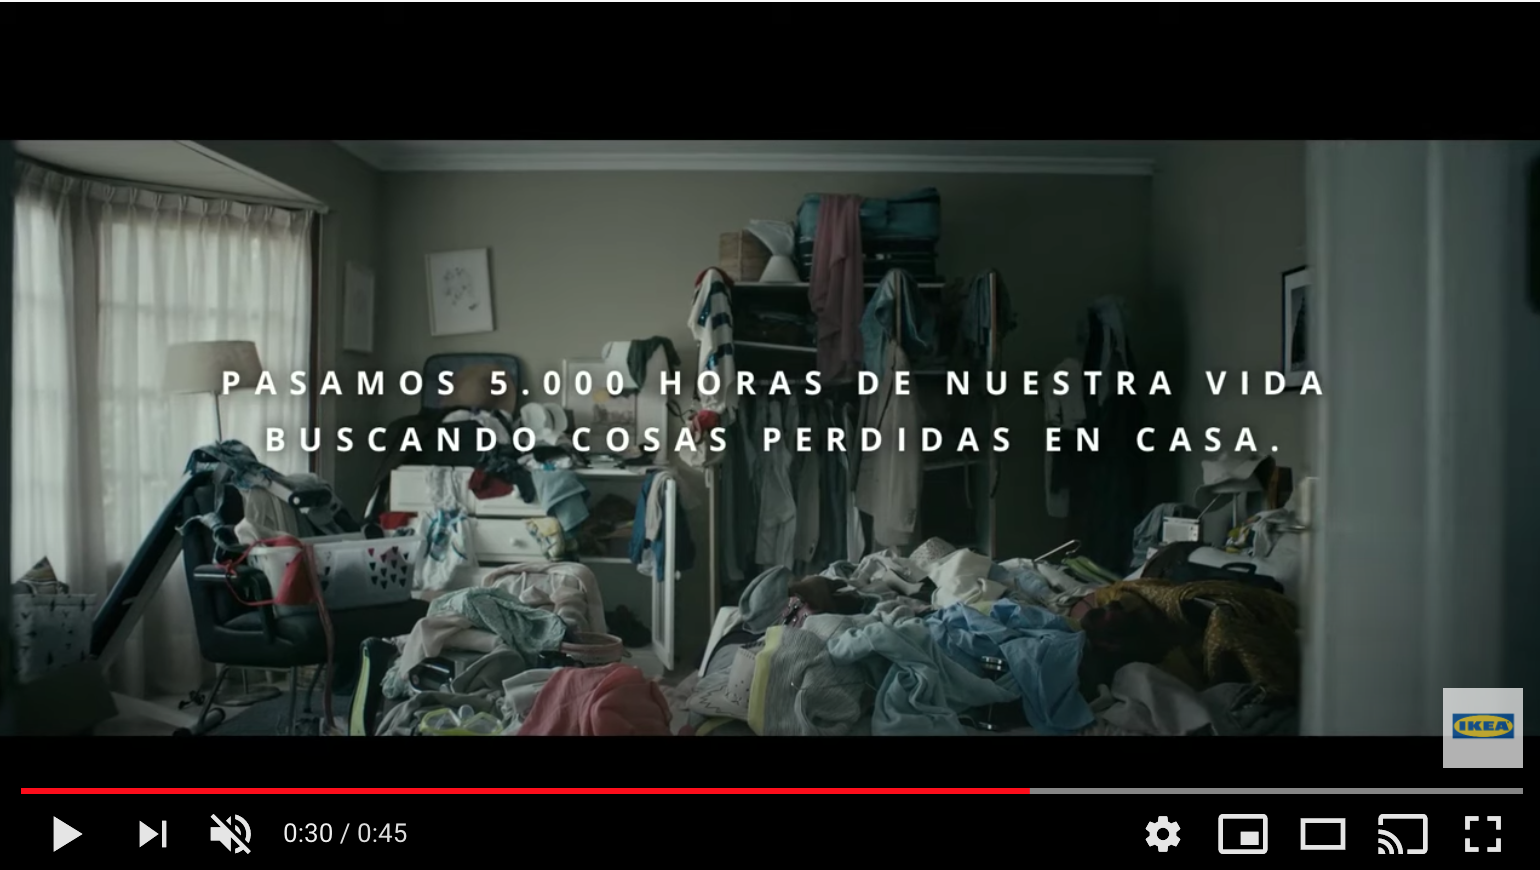 PASAMOS 5.000 HORAS DE NUESTRA VIDA
BUSCANDO COSAS PERDIDAS EN CASA.
IKEA
0:30 / 0:45